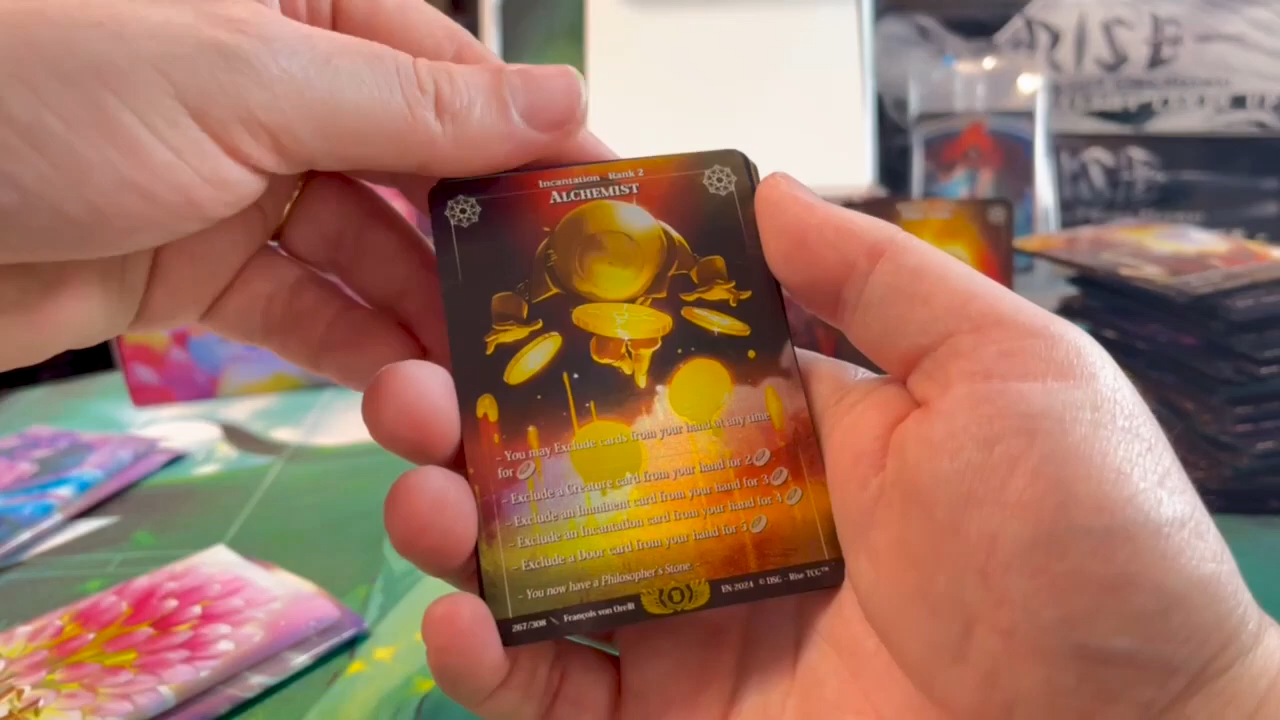 RISE
Incantation - Rank 2
ALCHEMIST
- You may Exclude cards from your hand at any time
for
- Exclude a Creature card from your hand for 2
- Exclude an Imminent card from your hand for 3
- Exclude an Incantation card from your hand for 4
- Exclude a Door card from your hand for 5
- You now have a Philosopher's Stone -
267/308 \ François von Orelli EN 2024 © DSG - Rise TCC™